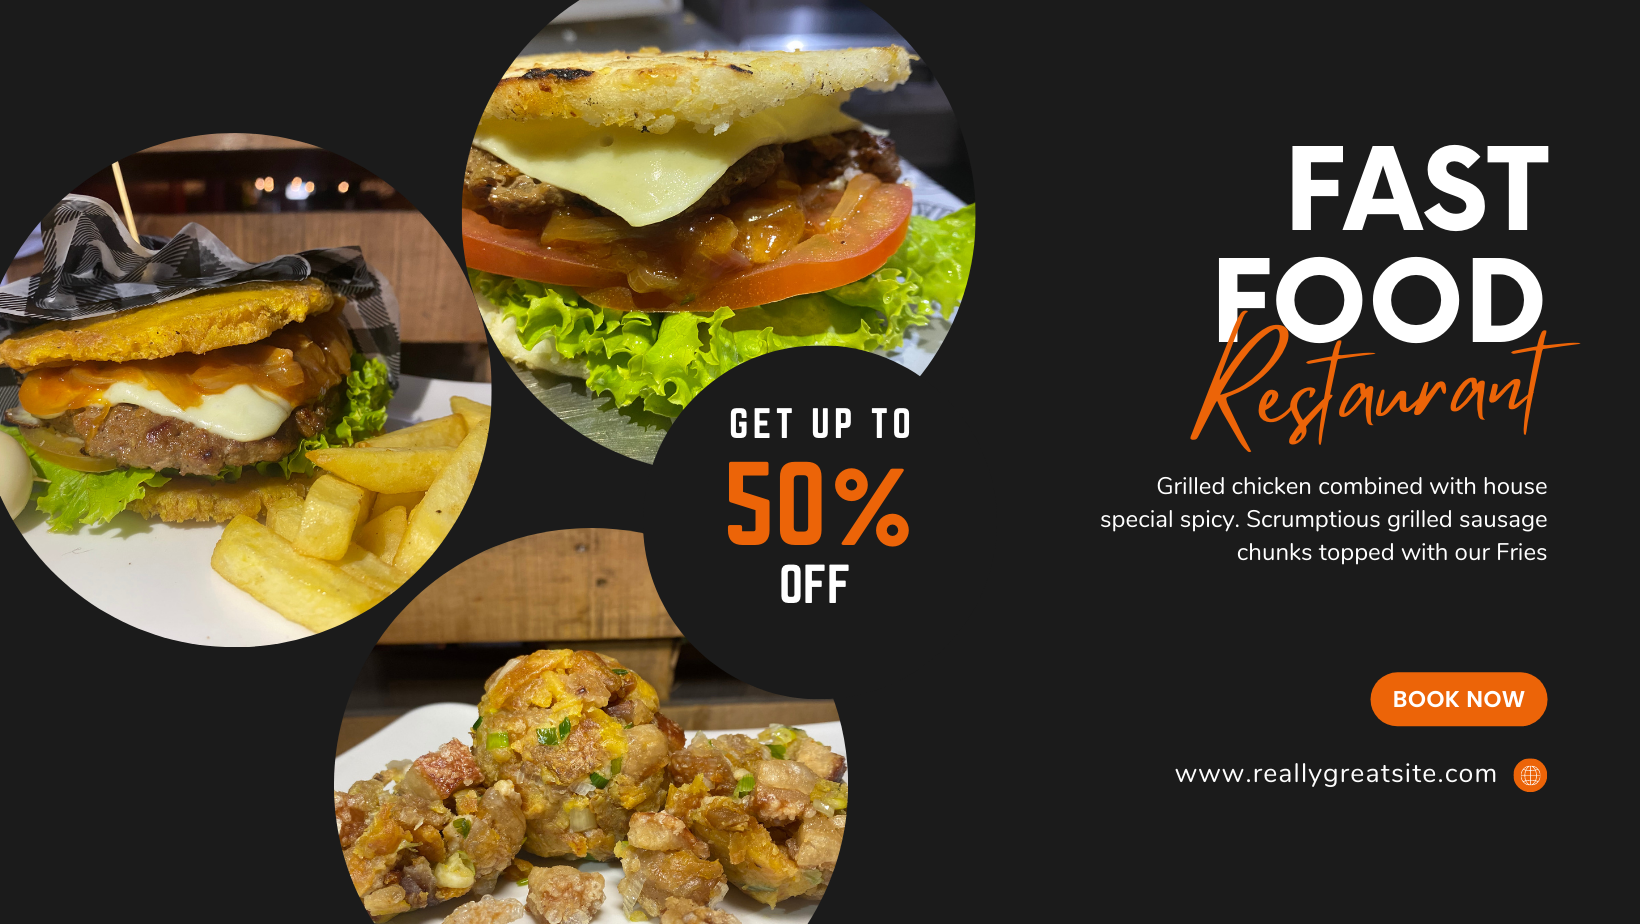 GET UP TO
50%
OFF
FAST
FOOD
Restaurant
Grilled chicken combined with house
special spicy. Scrumptious grilled sausage
chunks topped with our Fries
BOOK NOW
www.reallygreatsite.com